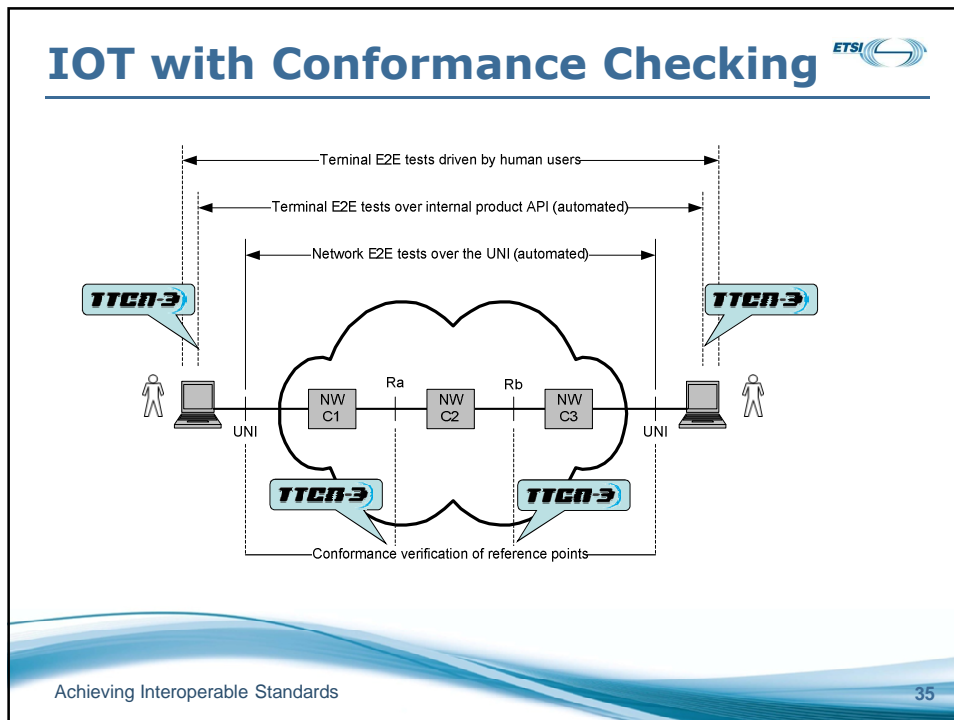 IOT with Conformance Checking
ETSI
Teminal E2E tests driven by human users
Terminal E2E tests over internal product API (automated)
Network E2E tests over the UNI (automated)
TTCN-3
TTCN-3
Ra
Rb
NW
C1
NW
C2
NW
C3
UNI
UNI
TTCN-3
TTCN-3
Conformance verification of reference points
Achieving Interoperable Standards
35